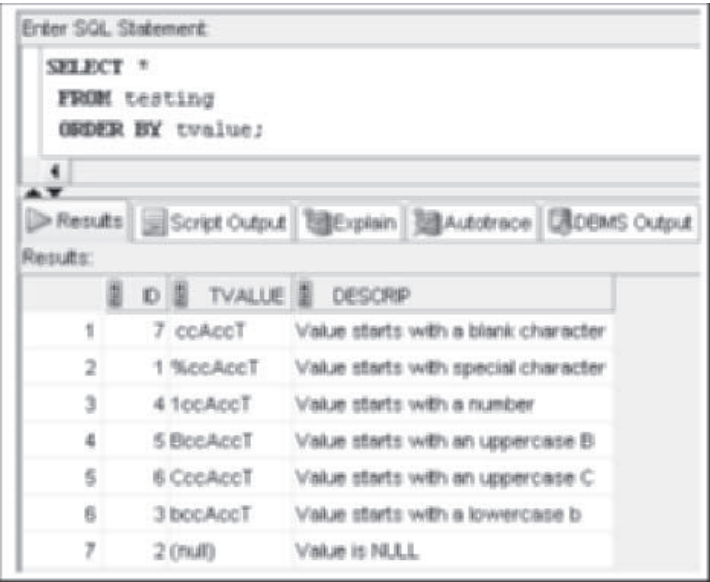 Enter SQL Statement:
SELECT *
FROM testing
ORDER BY tvalue;
Results Script Output Explain Autotrace DBMS Output
Results:
ID TVALUE DESCRIP
1 7 ccAccT Value starts with a blank character
2 1 %ccAccT Value starts with special character
3 4 1ccAccT Value starts with a number
4 5 BccAccT Value starts with an uppercase B
5 6 CccAccT Value starts with an uppercase C
6 3 bccAccT Value starts with a lowercase b
7 2 (null) Value is NULL